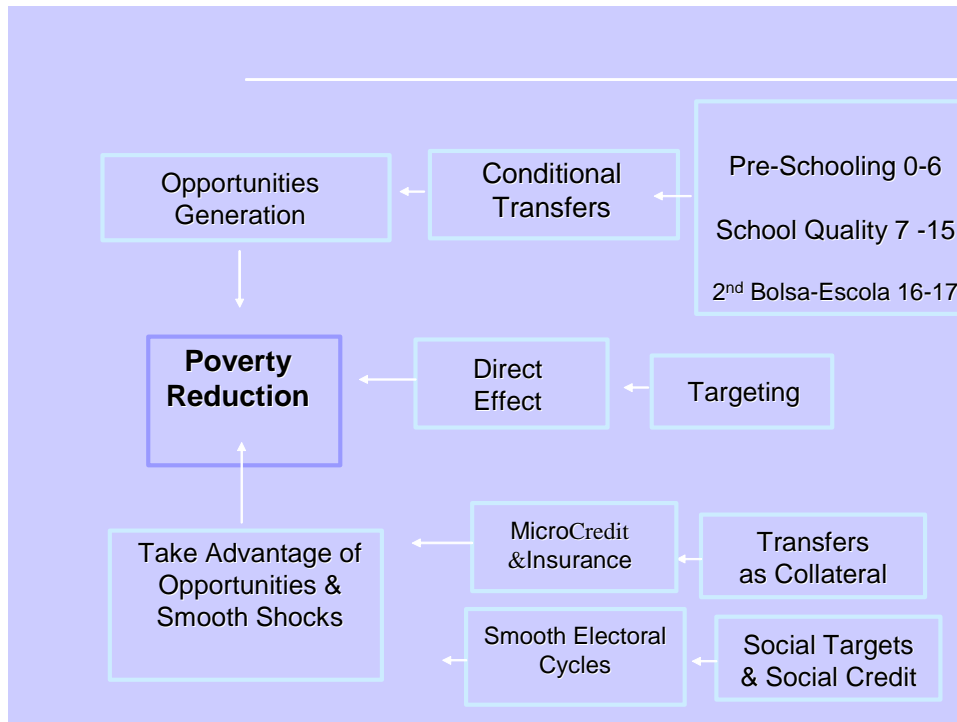 Opportunities
Generation
Conditional
Transfers
Pre-Schooling 0-6
School Quality 7 -15
2nd Bolsa-Escola 16-17
Poverty
Reduction
Direct
Effect
Targeting
Take Advantage of
Opportunities &
Smooth Shocks
MicroCredit
&Insurance
Transfers
as Collateral
Smooth Electoral
Cycles
Social Targets
& Social Credit